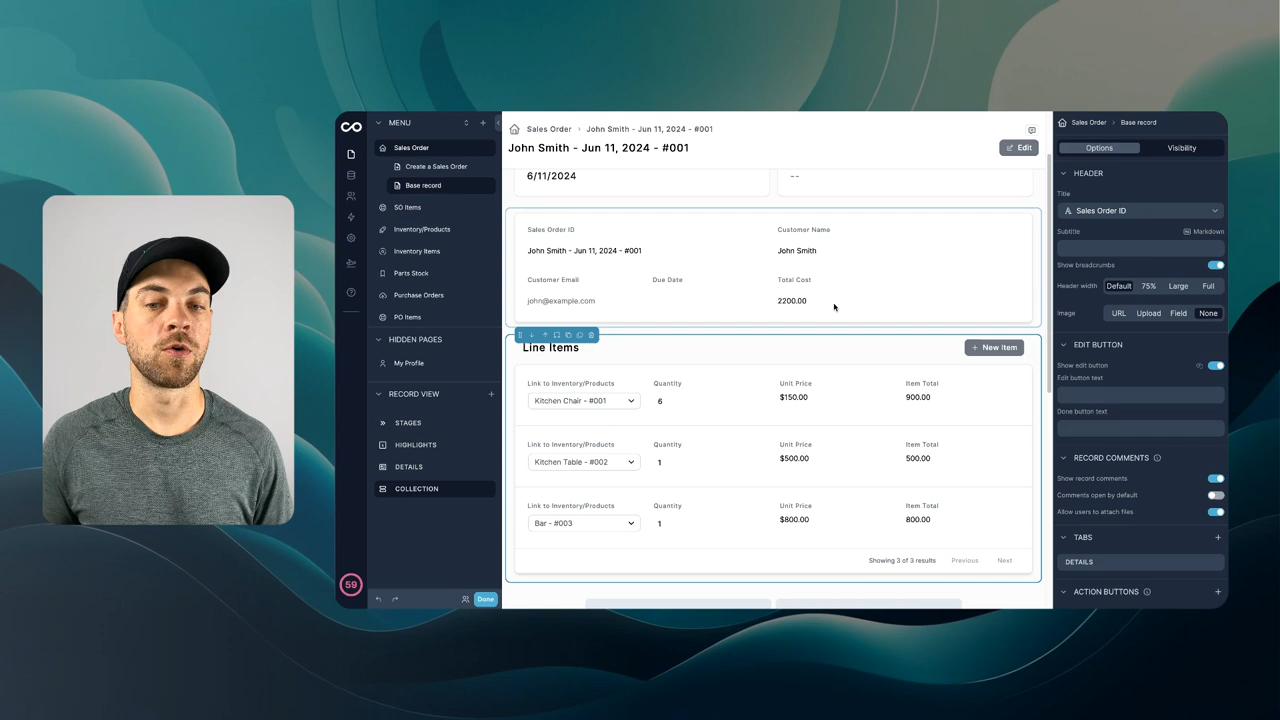 MENU
Sales Order
Create a Sales Order
Base record
SO Items
Inventory/Products
Inventory Items
Parts Stock
Purchase Orders
PO Items
HIDDEN PAGES
My Profile
RECORD VIEW
STAGES
HIGHLIGHTS
DETAILS
COLLECTION
59
Done
Sales Order > John Smith - Jun 11, 2024 - #001
John Smith - Jun 11, 2024 - #001
Edit
6/11/2024 --
Sales Order ID Customer Name
John Smith - Jun 11, 2024 - #001 John Smith
Customer Email Due Date Total Cost
john@example.com 2200.00
Line Items
+ New Item
Link to Inventory/Products Quantity Unit Price Item Total
Kitchen Chair - #001 6 $150.00 900.00
Link to Inventory/Products Quantity Unit Price Item Total
Kitchen Table - #002 1 $500.00 500.00
Link to Inventory/Products Quantity Unit Price Item Total
Bar - #003 1 $800.00 800.00
Showing 3 of 3 results Previous Next
Sales Order > Base record
Options Visibility
HEADER
Title
Sales Order ID
Subtitle Markdown
Show breadcrumbs
Header width Default 75% Large Full
Image URL Upload Field None
EDIT BUTTON
Show edit button
Edit button text
Done button text
RECORD COMMENTS
Show record comments
Comments open by default
Allow users to attach files
TABS
DETAILS
ACTION BUTTONS